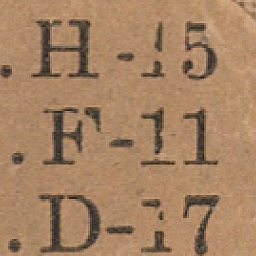 . H-15
. F-11
. D-17